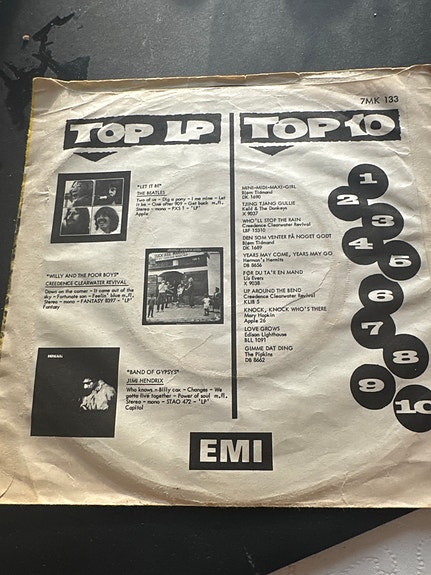 7MK 133
TOP LP
"LET IT BE"
THE BEATLES
Two of us - Dig a pony - I me mine - Let
it be - One after 909 - Get back m.fl.
Stereo - mono - PXS 1 - "LP"
Apple
"WILLY AND THE POOR BOYS"
CREEDENCE CLEARWATER REVIVAL
Down on the corner - It came out of the
sky - Fortunate son - Feelin' blue m.fl.
Stereo - mono - FANTASY 8397 - "LP"
Fantasy
"BAND OF GYPSYS"
JIMI HENDRIX
Who knows - Billy cox - Changes - We
gotta live together - Power of soul m.fl.
Stereo - mono - STAO 472 - "LP"
Capitol
TOP 10
MINI-MIDI-MAXI-GIRL
Bjørn Tidmand
DK 1690
TJING TJANG GULLIE
Keld & The Donkeys
X 9037
WHO'LL STOP THE RAIN
Creedence Clearwater Revival
LBF 15310
DEN SOM VENTER PÅ NOGET GODT
Bjørn Tidmand
DK 1689
YEARS MAY COME, YEARS MAY GO
Herman's Hermits
DB 8656
FØR DU TA'R EN MAND
Lis Evers
X 9038
UP AROUND THE BEND
Creedence Clearwater Revival
KLIB 5
KNOCK, KNOCK WHO'S THERE
Mary Hopkin
Apple 26
LOVE GROWS
Edison Lighthouse
BLL 1091
GIMME DAT DING
The Pipkins
DB 8662
1
2
3
4
5
6
7
8
9
10
EMI